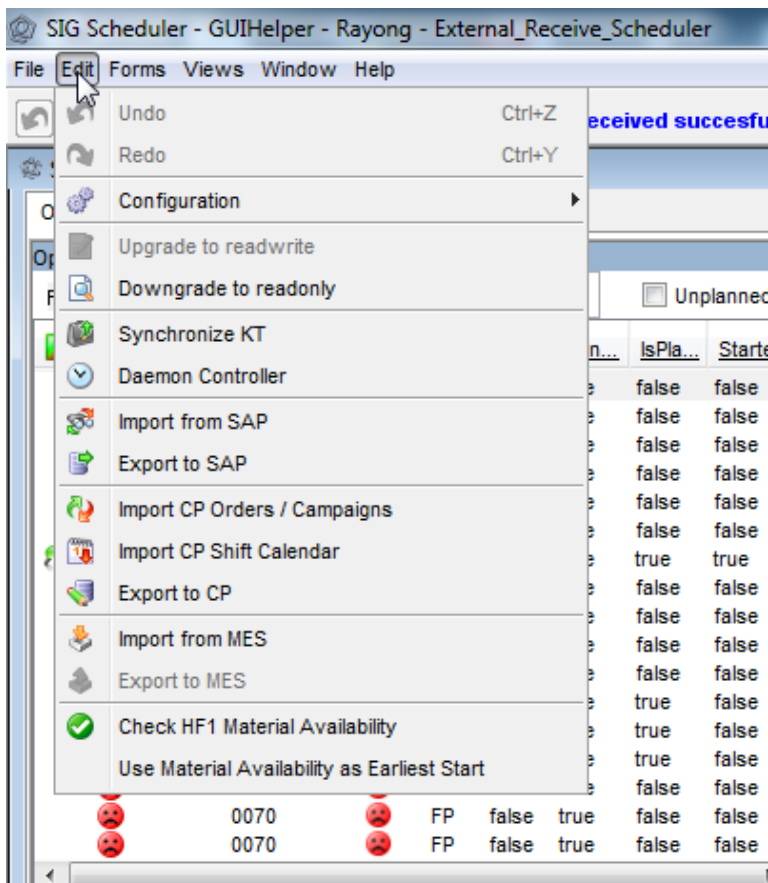 SIG Scheduler - GUIHelper - Rayong - External_Receive_Scheduler
File Edit Forms Views Window Help
Undo Ctrl+Z
Redo Ctrl+Y
Configuration
Upgrade to readwrite
Unplanned
Downgrade to readonly
Synchronize KT
n... IsPla... Starte
Daemon Controller
false false
Import from SAP
false false
false false
Export to SAP
false false
Import CP Orders / Campaigns
false false
false false
Import CP Shift Calendar
true true
Export to CP
false false
false false
Import from MES
false false
Export to MES
false false
true false
Check HF1 Material Availability
true false
true false
Use Material Availability as Earliest Start
false false
0070 FP false true false false
0070 FP false true false false